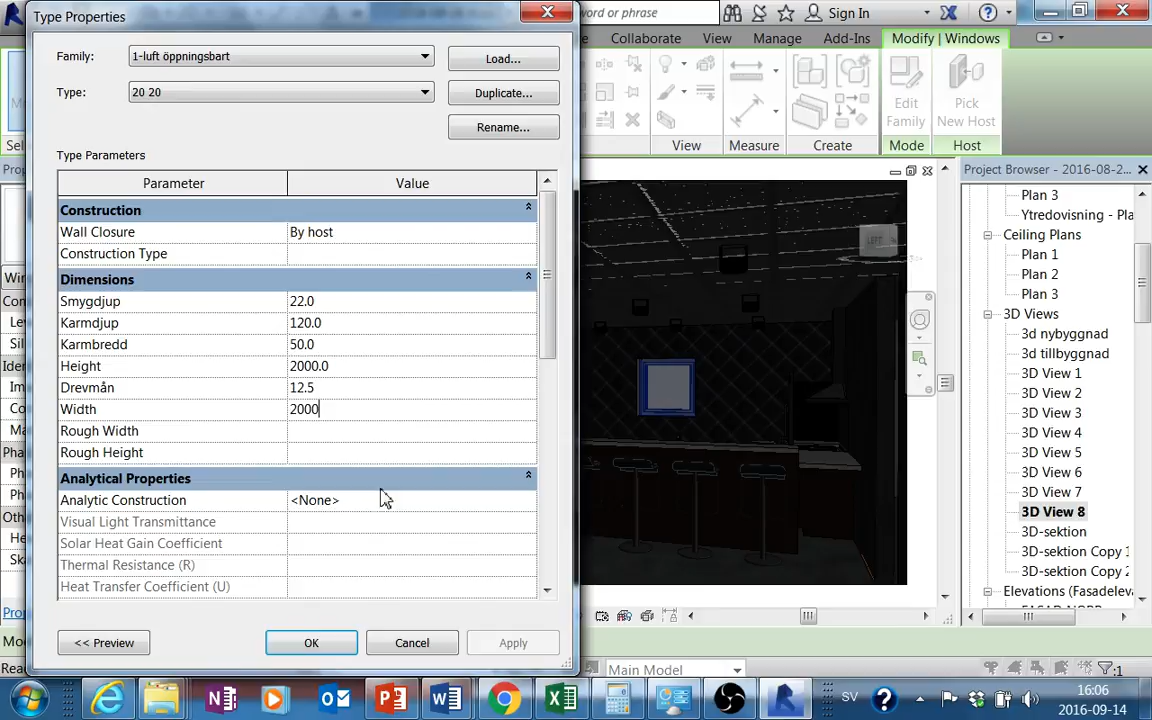 Type Properties
word or phrase
Sign In
Family:
1-luft öppningsbart
Load...
Collaborate
View
Manage
Add-Ins
Modify | Windows
Type:
20 20
Duplicate...
Rename...
Edit
Family
Pick
New Host
View
Measure
Create
Mode
Host
Type Parameters
Parameter
Value
Project Browser - 2016-08-2...
Construction
Wall Closure
By host
Construction Type
Dimensions
Smygdjup
22.0
Karmdjup
120.0
Karmbredd
50.0
Height
2000.0
Drevmån
12.5
Width
2000
Rough Width
Rough Height
Analytical Properties
Analytic Construction
<None>
Visual Light Transmittance
Solar Heat Gain Coefficient
Thermal Resistance (R)
Heat Transfer Coefficient (U)
<< Preview
OK
Cancel
Apply
LEFT
Plan 3
Ytredovisning - Pla
Ceiling Plans
Plan 1
Plan 2
Plan 3
3D Views
3d nybyggnad
3d tillbyggnad
3D View 1
3D View 2
3D View 3
3D View 4
3D View 5
3D View 6
3D View 7
3D View 8
3D-sektion
3D-sektion Copy 1
3D-sektion Copy 2
Elevations (Fasadelev
Main Model
:1
SV
16:06
2016-09-14